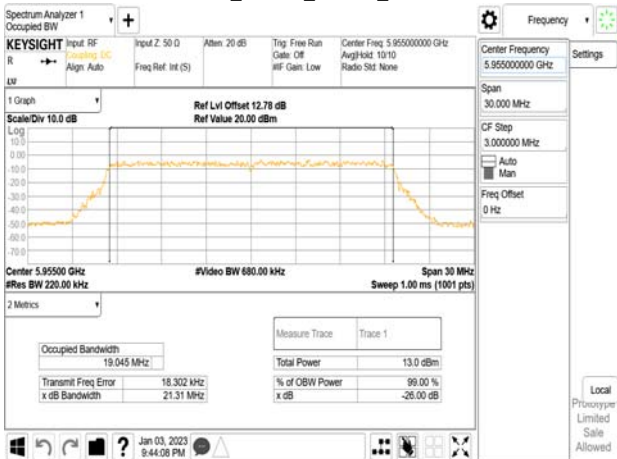 Spectrum Analyzer 1
Occupied BW
+
Frequency
KEYSIGHT
R
Input: RF
Coupling: DC
Align: Auto
Input Z: 50 Ω
Freq Ref: Int (S)
Atten: 20 dB
Trig: Free Run
Gate: Off
#IF Gain: Low
Center Freq: 5.955000000 GHz
Avg|Hold: 10/10
Radio Std: None
Center Frequency
5.955000000 GHz
Settings
Span
30.000 MHz
CF Step
3.000000 MHz
Auto
Man
Freq Offset
0 Hz
1 Graph
Scale/Div 10.0 dB
Ref Lvl Offset 12.78 dB
Ref Value 20.00 dBm
Log
10.0
0.00
-10.0
-20.0
-30.0
-40.0
-50.0
-60.0
-70.0
Center 5.95500 GHz
#Res BW 220.00 kHz
#Video BW 680.00 kHz
Span 30 MHz
Sweep 1.00 ms (1001 pts)
2 Metrics
Measure Trace
Trace 1
Occupied Bandwidth
19.045 MHz
Total Power
13.0 dBm
Transmit Freq Error
18.302 kHz
% of OBW Power
99.00 %
x dB Bandwidth
21.31 MHz
x dB
-26.00 dB
Local
Prototype
Limited
Sale
Allowed
?
Jan 03, 2023
9:44:08 PM